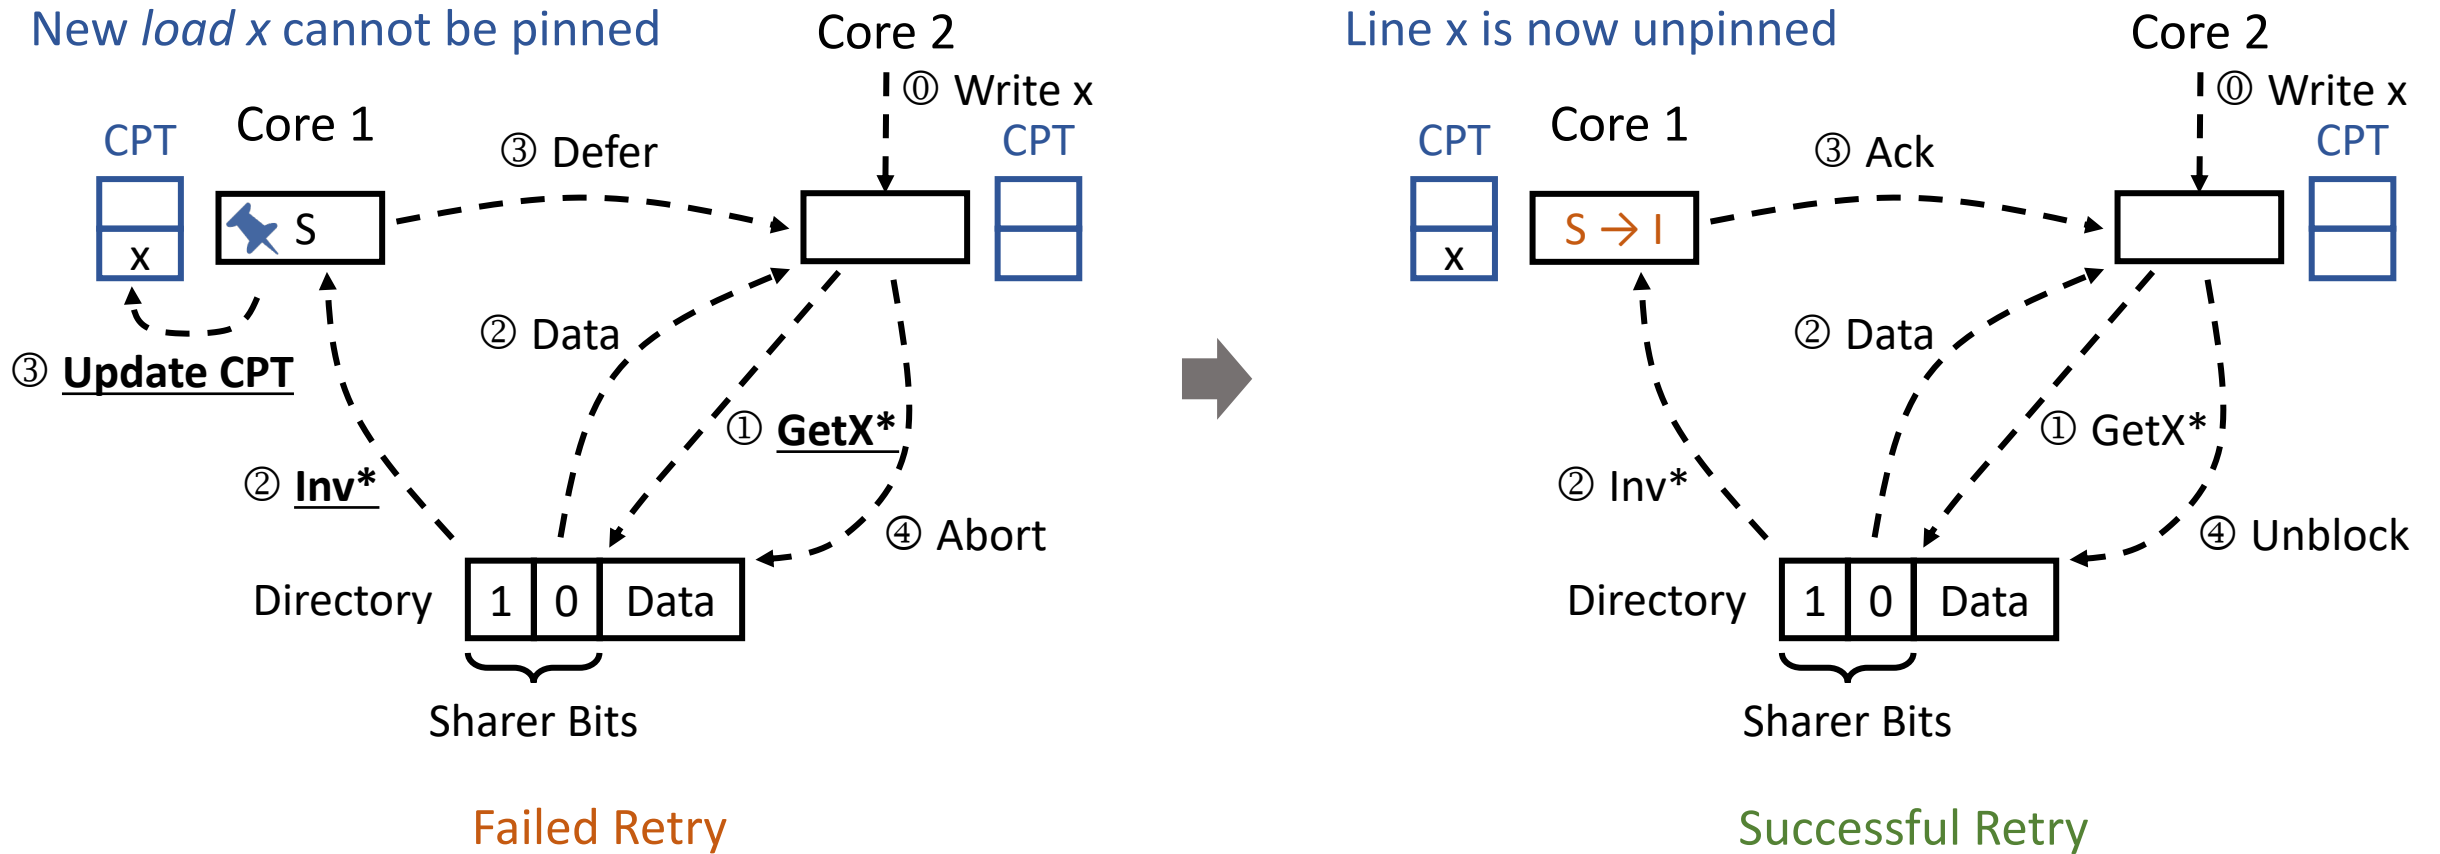 New load x cannot be pinned
Core 2
⓪ Write x
CPT
Core 1
CPT
③ Defer
S
x
② Data
③ Update CPT
① GetX*
② Inv*
④ Abort
Directory
1
0
Data
Sharer Bits
Failed Retry
Line x is now unpinned
Core 2
⓪ Write x
CPT
Core 1
CPT
③ Ack
S → I
x
② Data
① GetX*
② Inv*
④ Unblock
Directory
1
0
Data
Sharer Bits
Successful Retry